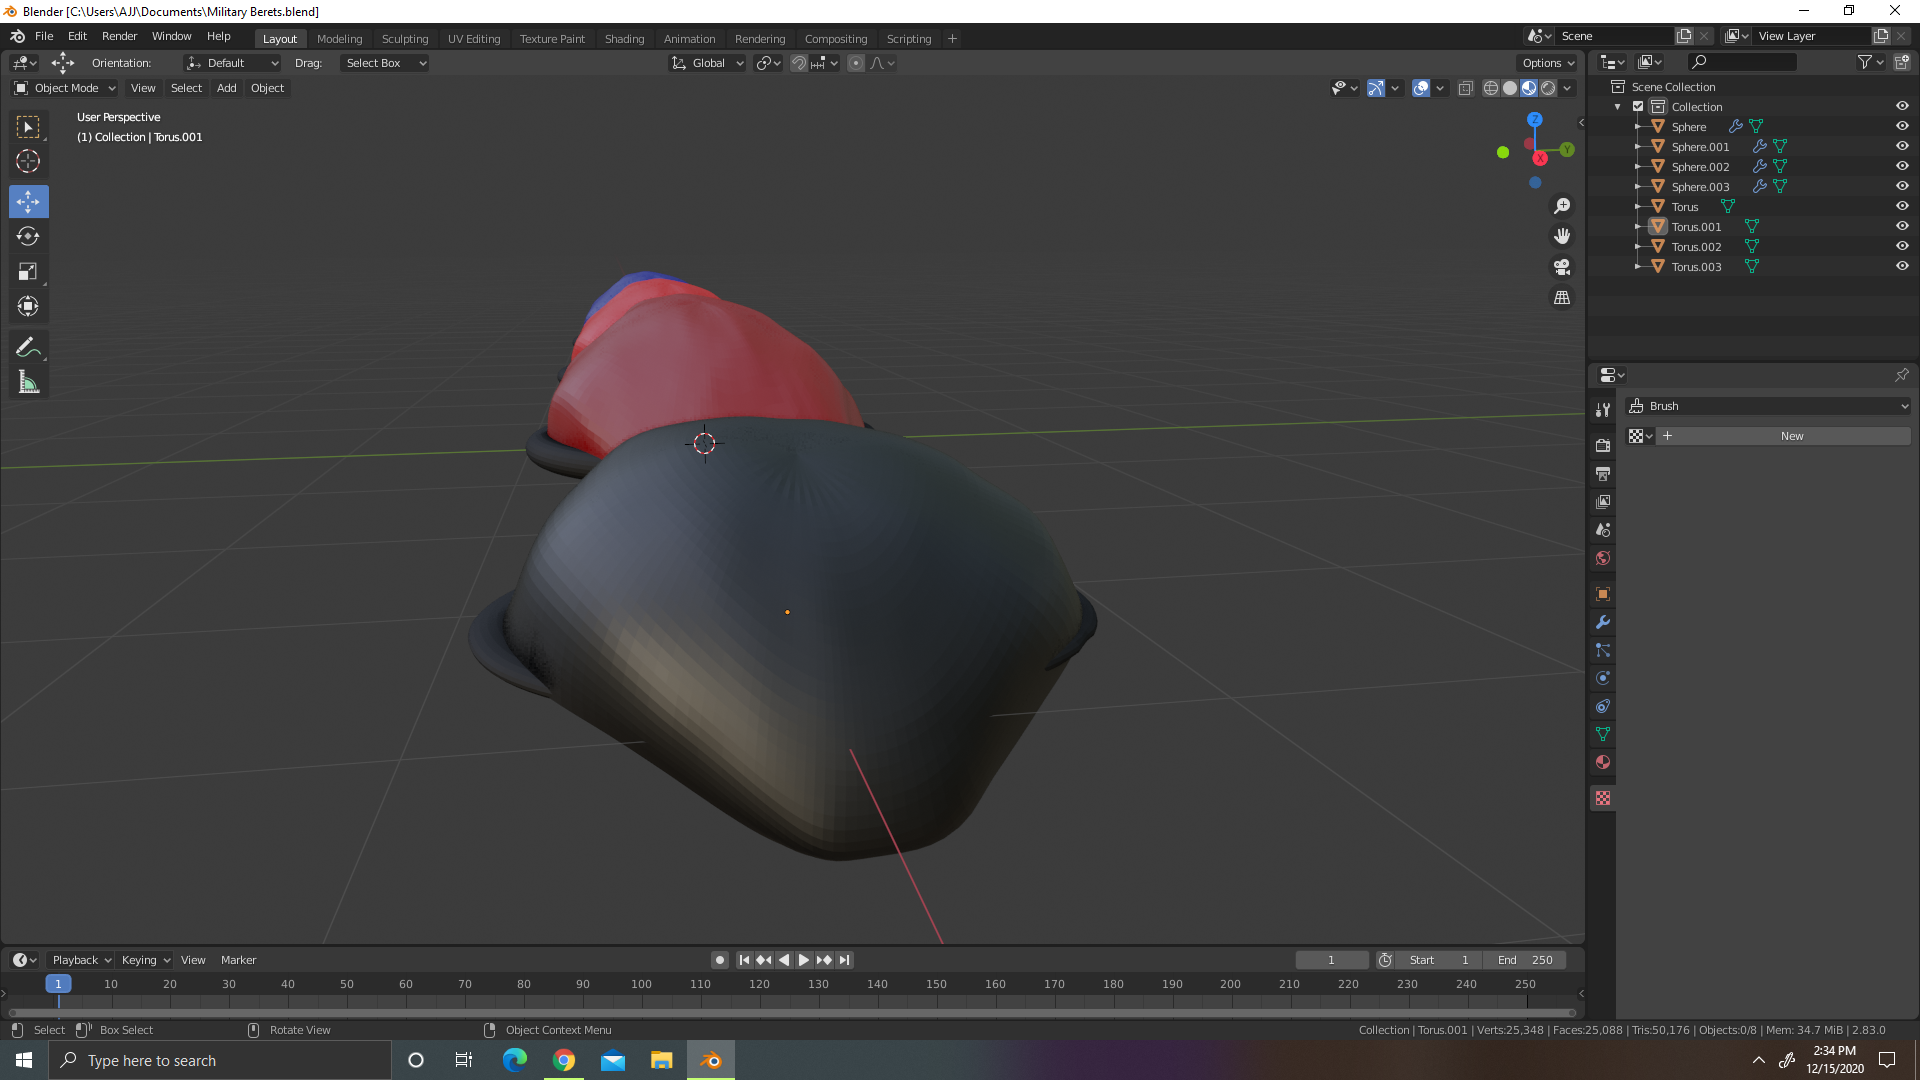 Blender [C:\Users\AJJ\Documents\Military Berets.blend]
File Edit Render Window Help Layout Modeling Sculpting UV Editing Texture Paint Shading Animation Rendering Compositing Scripting + Scene View Layer
Orientation: Default Drag: Select Box Global Options
Object Mode View Select Add Object
User Perspective
(1) Collection | Torus.001
Z
Y
X
Scene Collection
Collection
Sphere
Sphere.001
Sphere.002
Sphere.003
Torus
Torus.001
Torus.002
Torus.003
Brush
+ New
Playback Keying View Marker 1 Start 1 End 250
1 10 20 30 40 50 60 70 80 90 100 110 120 130 140 150 160 170 180 190 200 210 220 230 240 250
Select Box Select Rotate View Object Context Menu Collection | Torus.001 | Verts:25,348 | Faces:25,088 | Tris:50,176 | Objects:0/8 | Mem: 34.7 MiB | 2.83.0
Type here to search
2:34 PM
12/15/2020